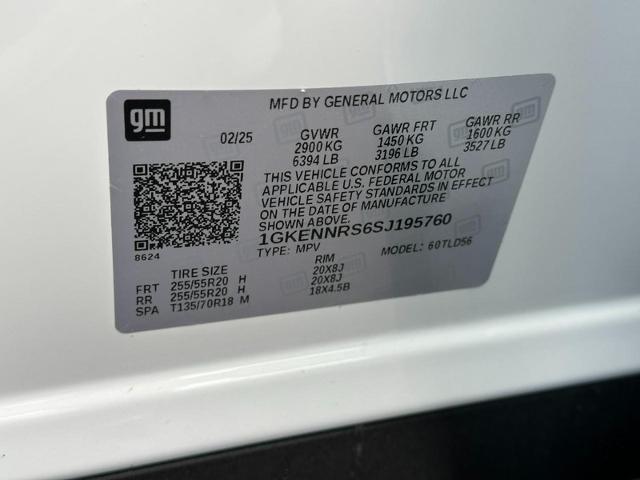 gm
MFD BY GENERAL MOTORS LLC
02/25 GVWR GAWR FRT GAWR RR
2900 KG 1450 KG 1600 KG
6394 LB 3196 LB 3527 LB
THIS VEHICLE CONFORMS TO ALL
APPLICABLE U.S. FEDERAL MOTOR
VEHICLE SAFETY STANDARDS IN EFFECT
ON THE DATE OF MANUFACTURE
SHOWN ABOVE.
1GKENNRS6SJ195760
8624
TYPE: MPV MODEL: 60TLD56
TIRE SIZE RIM
FRT 255/55R20 H 20X8J
RR 255/55R20 H 20X8J
SPA T135/70R18 M 18X4.5B